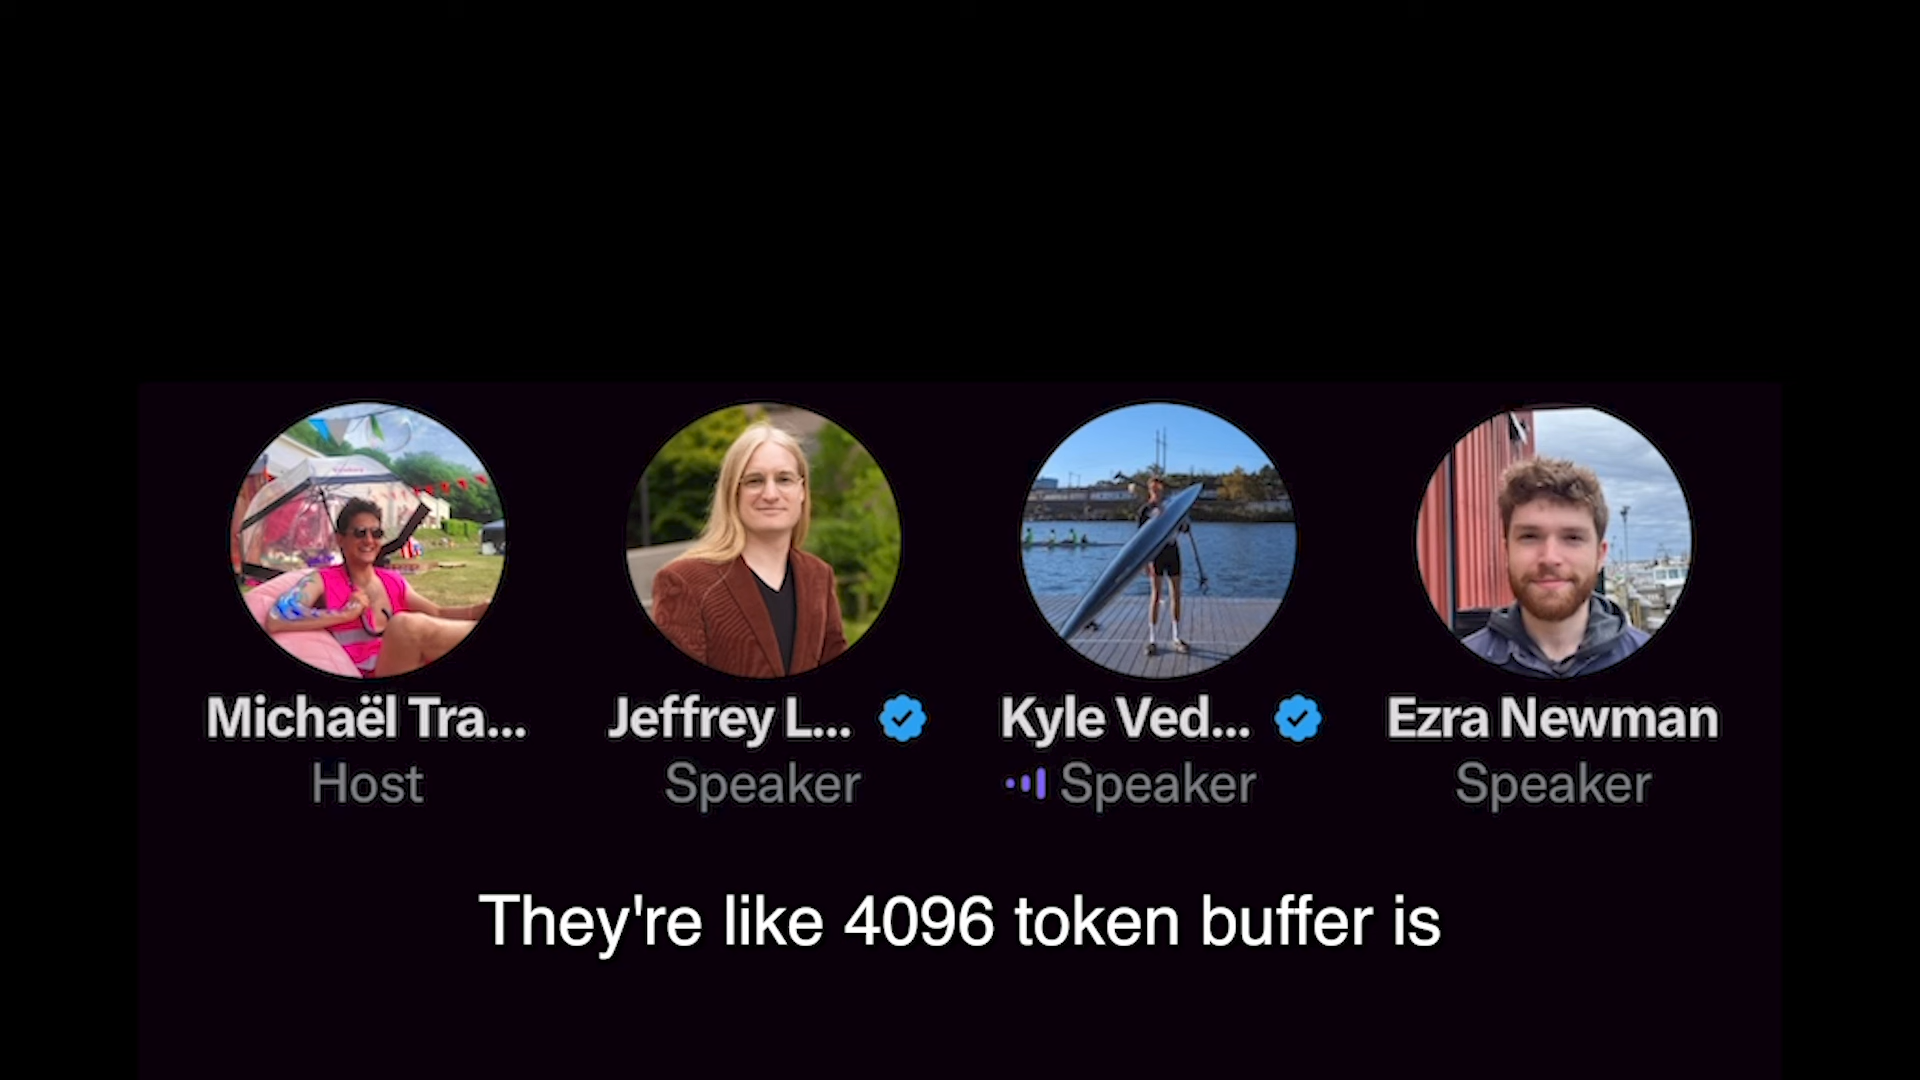 Michaël Tra...
Host
Jeffrey L...
Speaker
Kyle Ved...
Speaker
Ezra Newman
Speaker
They're like 4096 token buffer is